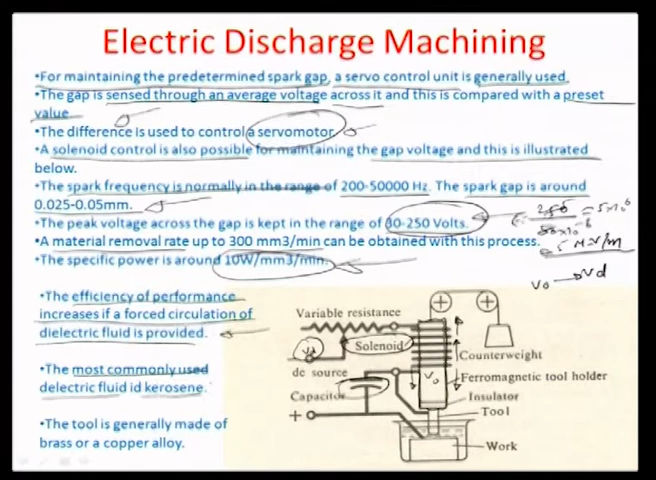 Electric Discharge Machining
•For maintaining the predetermined spark gap, a servo control unit is generally used.
•The gap is sensed through an average voltage across it and this is compared with a preset
value.
•The difference is used to control a servomotor.
•A solenoid control is also possible for maintaining the gap voltage and this is illustrated
below.
•The spark frequency is normally in the range of 200-50000 Hz. The spark gap is around
0.025-0.05mm.
•The peak voltage across the gap is kept in the range of 30-250 Volts.
•A material removal rate up to 300 mm3/min can be obtained with this process.
•The specific power is around 10W/mm3/min.
= 5x10⁶
= 5 MV/m
V₀ → Vd
•The efficiency of performance
increases if a forced circulation of
dielectric fluid is provided.
•The most commonly used
delectric fluid id kerosene.
•The tool is generally made of
brass or a copper alloy.
Variable resistance
Solenoid
Counterweight
dc source
V₀
Ferromagnetic tool holder
Capacitor
Insulator
+
Tool
Work